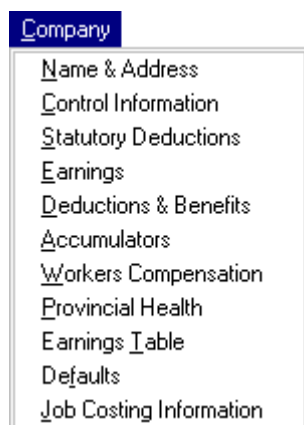 Company
Name & Address
Control Information
Statutory Deductions
Earnings
Deductions & Benefits
Accumulators
Workers Compensation
Provincial Health
Earnings Table
Defaults
Job Costing Information